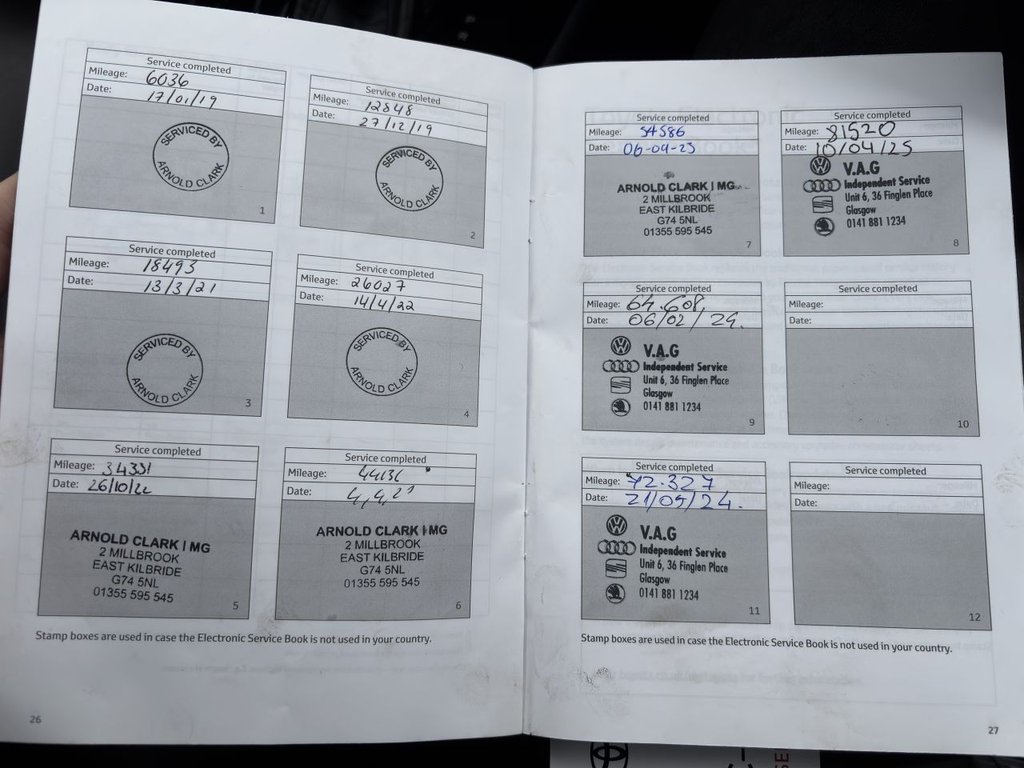 Service completed
Mileage: 6036
Date: 17/01/19
SERVICED BY
ARNOLD CLARK
1
Service completed
Mileage: 12848
Date: 27/12/19
SERVICED BY
ARNOLD CLARK
2
Service completed
Mileage: 18493
Date: 13/3/21
SERVICED BY
ARNOLD CLARK
3
Service completed
Mileage: 26027
Date: 14/4/22
SERVICED BY
ARNOLD CLARK
4
Service completed
Mileage: 34331
Date: 26/10/22
ARNOLD CLARK | MG
2 MILLBROOK
EAST KILBRIDE
G74 5NL
01355 595 545
5
Service completed
Mileage: 44136
Date: 4,4,23
ARNOLD CLARK | MG
2 MILLBROOK
EAST KILBRIDE
G74 5NL
01355 595 545
6
Stamp boxes are used in case the Electronic Service Book is not used in your country.
26
Service completed
Mileage: 54586
Date: 06-09-23
ARNOLD CLARK | MG
2 MILLBROOK
EAST KILBRIDE
G74 5NL
01355 595 545
7
Service completed
Mileage: 81520
Date: 10/04/25
V.A.G
Independent Service
Unit 6, 36 Finglen Place
Glasgow
0141 881 1234
8
Service completed
Mileage: 64.608
Date: 06/02/24.
V.A.G
Independent Service
Unit 6, 36 Finglen Place
Glasgow
0141 881 1234
9
Service completed
Mileage:
Date:
10
Service completed
Mileage: 72.327
Date: 21/05/24.
V.A.G
Independent Service
Unit 6, 36 Finglen Place
Glasgow
0141 881 1234
11
Service completed
Mileage:
Date:
12
Stamp boxes are used in case the Electronic Service Book is not used in your country.
27